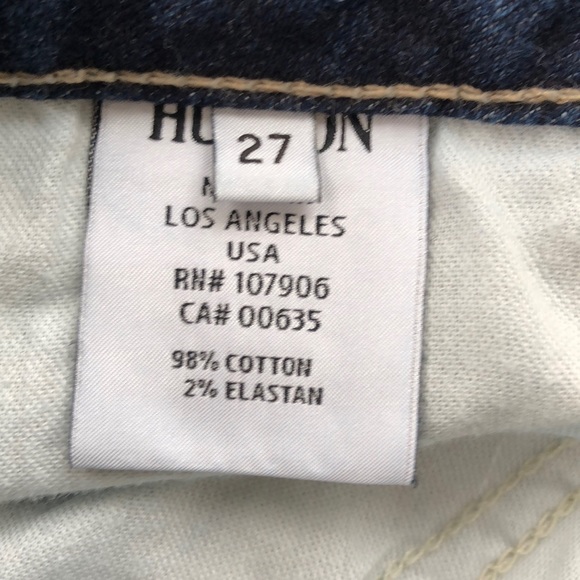 27
LOS ANGELES
USA
RN# 107906
CA# 00635
98% COTTON
2% ELASTAN